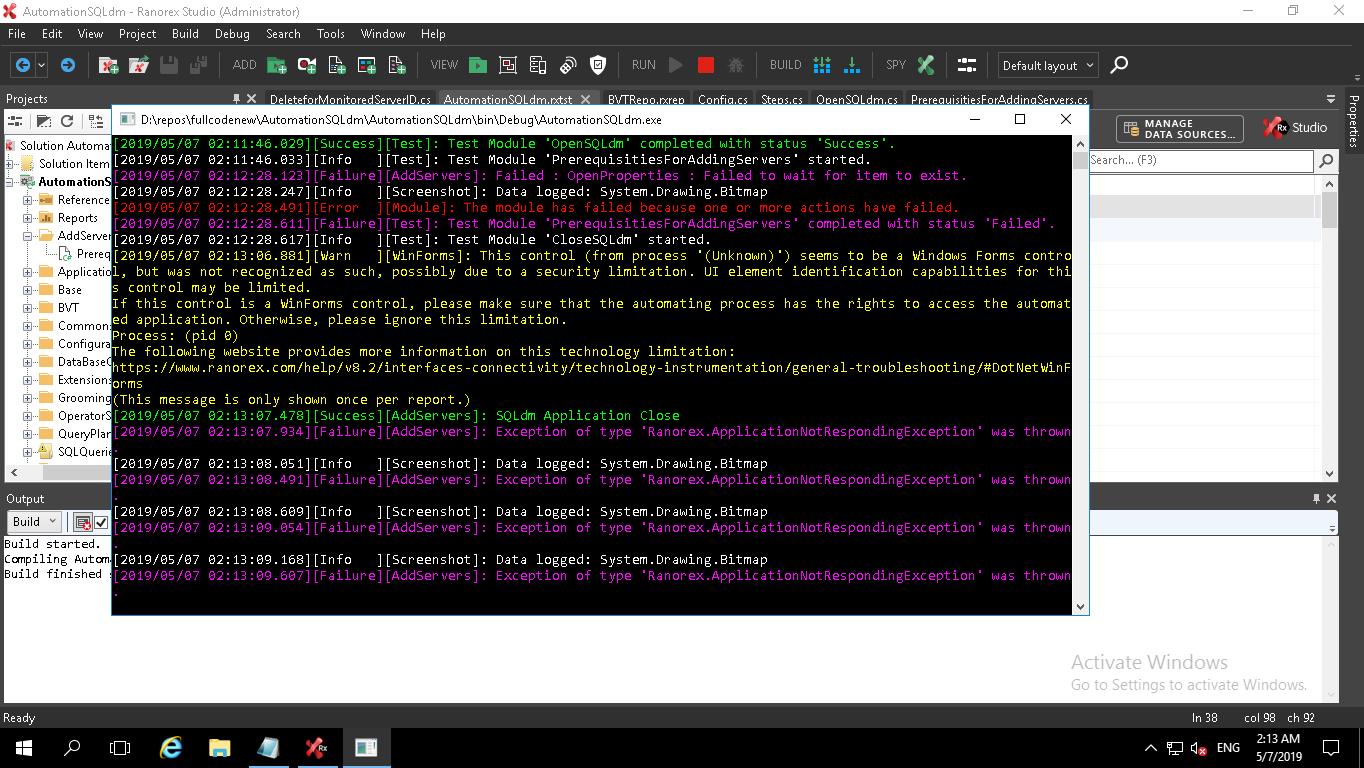 AutomationSQLdm - Ranorex Studio (Administrator)
File Edit View Project Build Debug Search Tools Window Help
ADD VIEW RUN BUILD SPY Default layout
Projects
DeleteforMonitoredServerID.cs AutomationSQLdm.rxtst BVTRepo.rxrep Config.cs Steps.cs OpenSQLdm.cs PrerequisitiesForAddingServers.cs
Properties
MANAGE
DATA SOURCES...
Rx Studio
Search... (F3)
Solution Automa
Solution Item
AutomationS
Reference
Reports
AddServer
Prereq
Applicatio
Base
BVT
Common
Configura
DataBaseO
Extensions
Grooming
OperatorS
QueryPlan
SQLQuerie
D:\repos\fullcodenew\AutomationSQLdm\AutomationSQLdm\bin\Debug\AutomationSQLdm.exe
[2019/05/07 02:11:46.029][Success][Test]: Test Module 'OpenSQLdm' completed with status 'Success'.
[2019/05/07 02:11:46.033][Info   ][Test]: Test Module 'PrerequisitiesForAddingServers' started.
[2019/05/07 02:12:28.123][Failure][AddServers]: Failed : OpenProperties : Failed to wait for item to exist.
[2019/05/07 02:12:28.247][Info   ][Screenshot]: Data logged: System.Drawing.Bitmap
[2019/05/07 02:12:28.491][Error  ][Module]: The module has failed because one or more actions have failed.
[2019/05/07 02:12:28.611][Failure][Test]: Test Module 'PrerequisitiesForAddingServers' completed with status 'Failed'.
[2019/05/07 02:12:28.617][Info   ][Test]: Test Module 'CloseSQLdm' started.
[2019/05/07 02:13:06.881][Warn   ][WinForms]: This control (from process '(Unknown)') seems to be a Windows Forms contro
l, but was not recognized as such, possibly due to a security limitation. UI element identification capabilities for thi
s control may be limited.
If this control is a WinForms control, please make sure that the automating process has the rights to access the automat
ed application. Otherwise, please ignore this limitation.
Process: (pid 0)
The following website provides more information on this technology limitation:
https://www.ranorex.com/help/v8.2/interfaces-connectivity/technology-instrumentation/general-troubleshooting/#DotNetWinF
orms
(This message is only shown once per report.)
[2019/05/07 02:13:07.478][Success][AddServers]: SQLdm Application Close
[2019/05/07 02:13:07.934][Failure][AddServers]: Exception of type 'Ranorex.ApplicationNotRespondingException' was thrown
.
[2019/05/07 02:13:08.051][Info   ][Screenshot]: Data logged: System.Drawing.Bitmap
[2019/05/07 02:13:08.491][Failure][AddServers]: Exception of type 'Ranorex.ApplicationNotRespondingException' was thrown
.
[2019/05/07 02:13:08.609][Info   ][Screenshot]: Data logged: System.Drawing.Bitmap
[2019/05/07 02:13:09.054][Failure][AddServers]: Exception of type 'Ranorex.ApplicationNotRespondingException' was thrown
.
[2019/05/07 02:13:09.168][Info   ][Screenshot]: Data logged: System.Drawing.Bitmap
[2019/05/07 02:13:09.607][Failure][AddServers]: Exception of type 'Ranorex.ApplicationNotRespondingException' was thrown
.
Output
Build
Build started.
Compiling Autom
Build finished s
Activate Windows
Go to Settings to activate Windows.
Ready
ln 38 col 98 ch 92
ENG
2:13 AM
5/7/2019